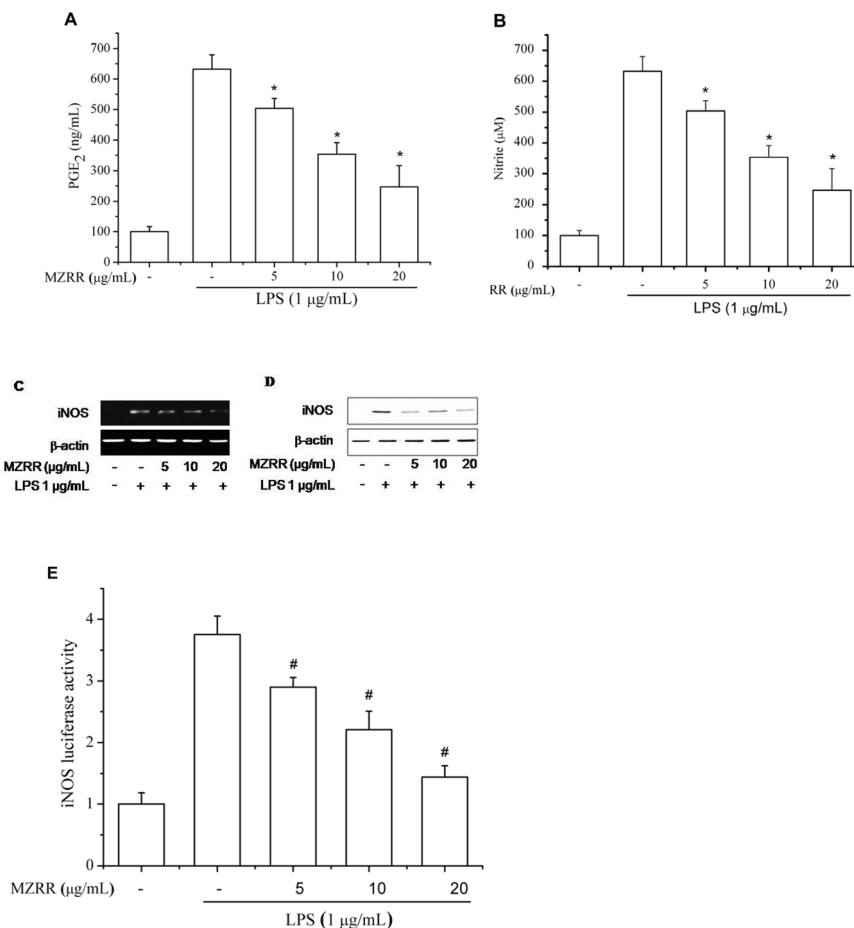 A
PGE2 (ng/mL)
700
600
500
400
300
200
100
0
*
*
*
MZRR (μg/mL) - - 5 10 20
LPS (1 μg/mL)
B
Nitrite (μM)
700
600
500
400
300
200
100
0
*
*
*
RR (μg/mL) - - 5 10 20
LPS (1 μg/mL)
C
iNOS
β-actin
MZRR (μg/mL) - - 5 10 20
LPS 1 μg/mL - + + + +
D
iNOS
β-actin
MZRR (μg/mL) - - 5 10 20
LPS 1 μg/mL - + + + +
E
iNOS luciferase activity
4
3
2
1
0
#
#
#
MZRR (μg/mL) - - 5 10 20
LPS (1 μg/mL)